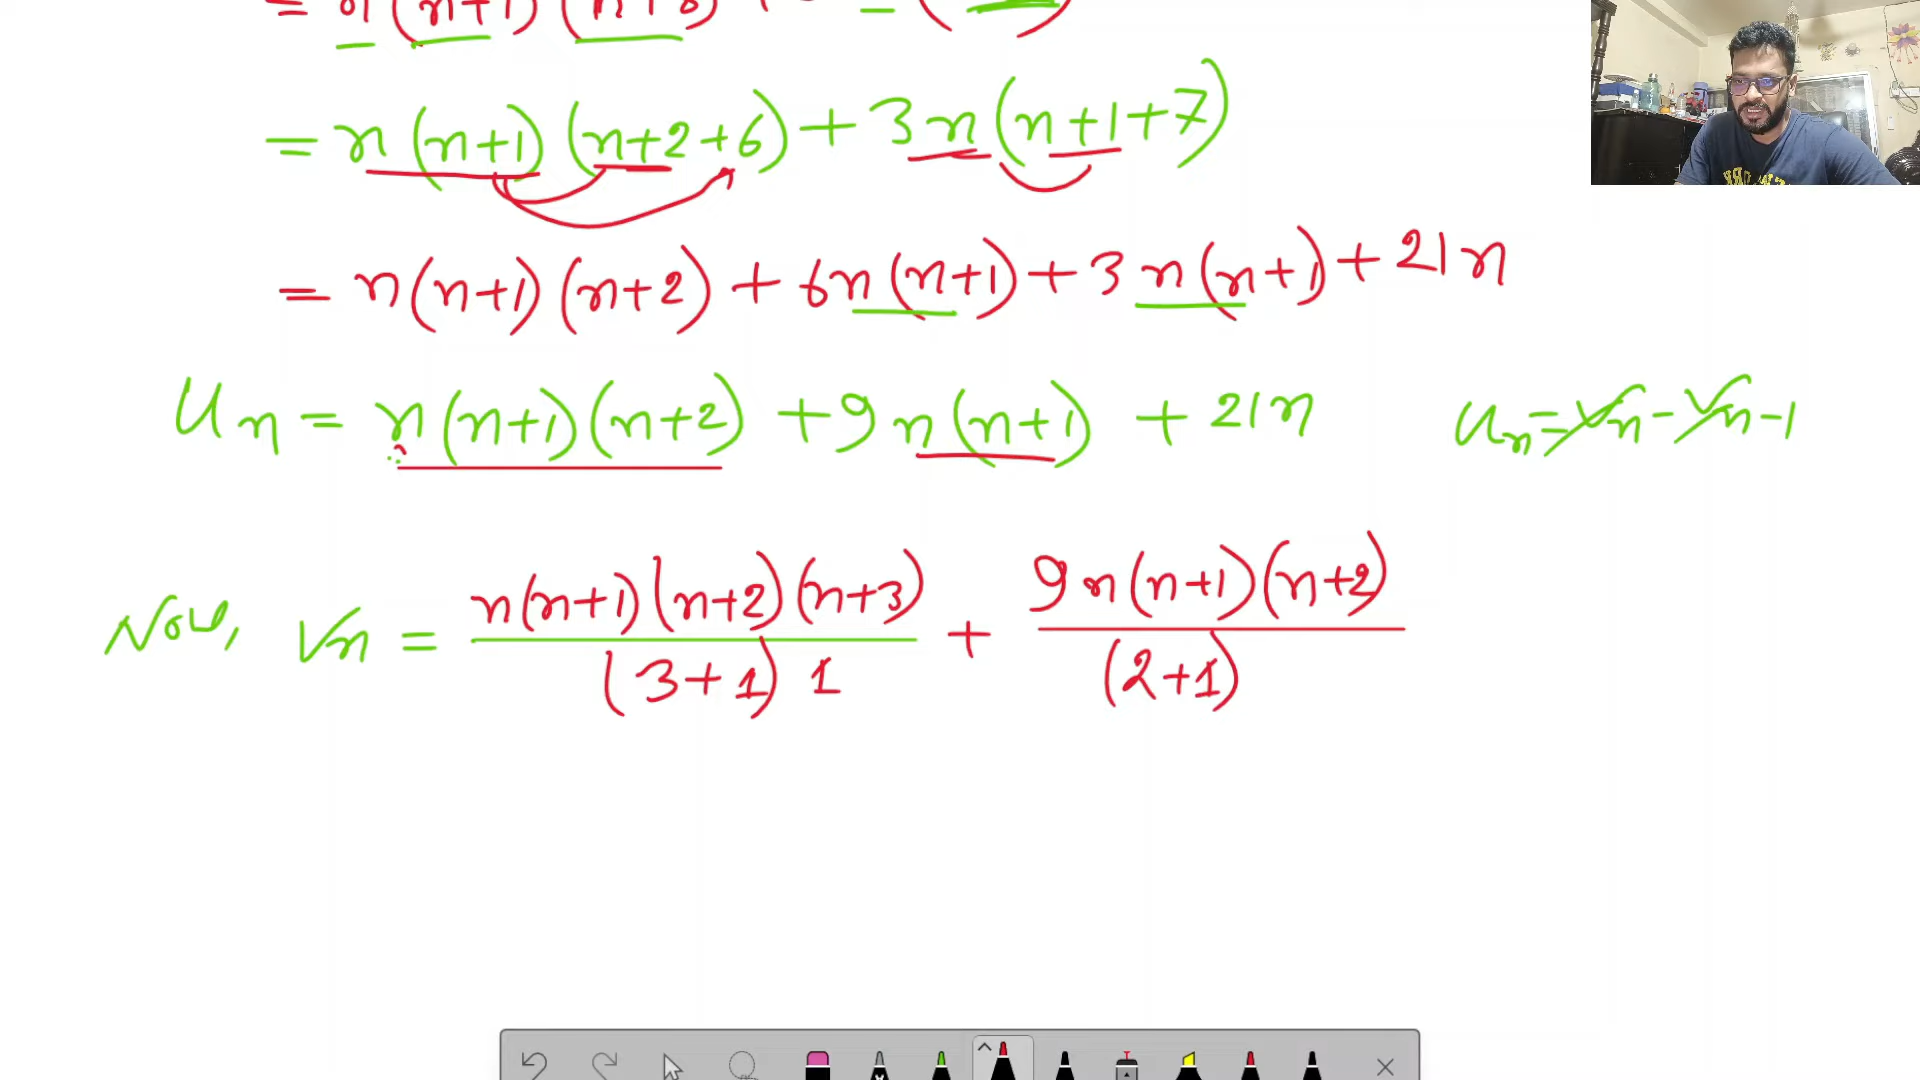 = n(n+1)(n+2+6) + 3n(n+1+7)
= n(n+1)(n+2) + 6n(n+1) + 3n(n+1) + 21n
Un = n(n+1)(n+2) + 9n(n+1) + 21n Un = Vn - Vn-1
Now, Vn = n(n+1)(n+2)(n+3) / (3+1) 1 + 9n(n+1)(n+2) / (2+1)